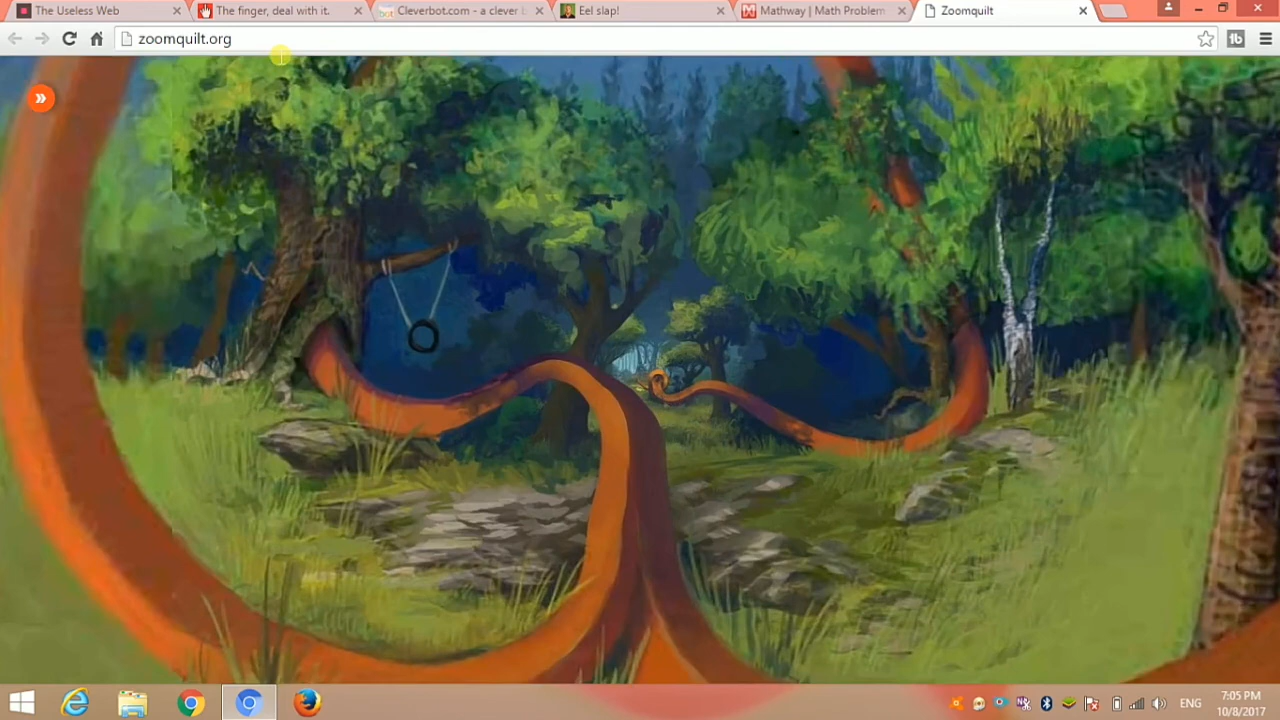 The Useless Web
The finger, deal with it.
Cleverbot.com - a clever b
Eel slap!
Mathway | Math Problem
Zoomquilt
zoomquilt.org
ENG
7:05 PM
10/8/2017